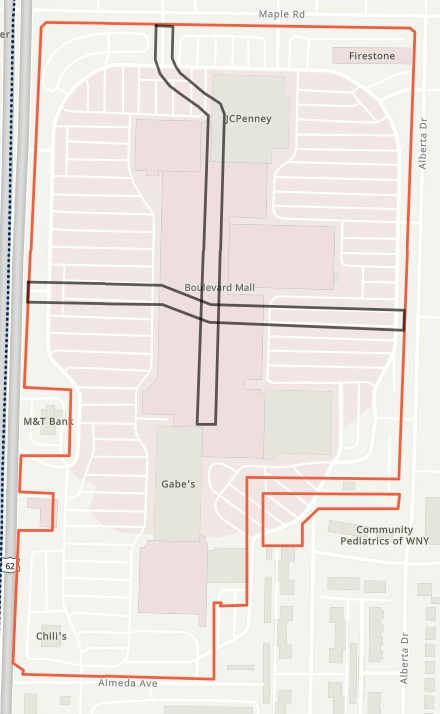 Maple Rd
er
Firestone
JCPenney
Alberta Dr
Boulevard Mall
M&T Bank
Gabe's
Community
Pediatrics of WNY
62
Chili's
Alberta Dr
Almeda Ave